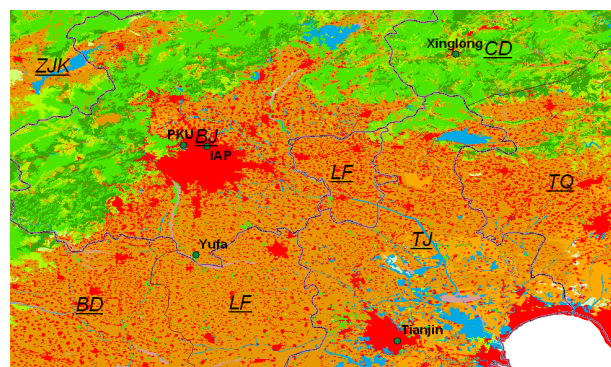 Xinglong
CD
ZJK
PKU
BJ
IAP
LF
TQ
TJ
Yufa
BD
LF
Tianjin